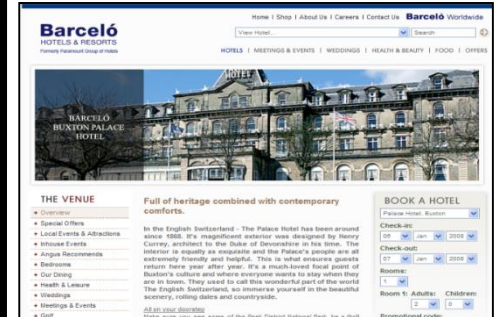 Home I Shop I About Us I Careers I Contact Us Barceló Worldwide
Barceló
HOTELS & RESORTS
Formerly Paramount Group of Hotels
View Hotel...
Search
HOTELS I MEETINGS & EVENTS I WEDDINGS I HEALTH & BEAUTY I FOOD I OFFERS
HOTEL
BARCELÓ
BUXTON PALACE
HOTEL
THE VENUE
Overview
Special Offers
Local Events & Attractions
Inhouse Events
Angus Recommends
Bedrooms
Our Dining
Health & Leisure
Weddings
Meetings & Events
Golf
Full of heritage combined with contemporary
comforts.
In the English Switzerland - The Palace Hotel has been around
since 1868. It's magnificent exterior was designed by Henry
Currey, architect to the Duke of Devonshire in his time. The
interior is equally as exquisite and the Palace's people are all
extremely friendly and helpful. This is what ensures guests
return here year after year. It's a much-loved focal point of
Buxton's culture and where everyone wants to stay when they
are in town. They used to call this wonderful part of the world
The English Switzerland, so immerse yourself in the beautiful
scenery, rolling dales and countryside.
All on your doorstep
BOOK A HOTEL
Palace Hotel, Buxton
Check-in:
06 Jan 2008
Check-out:
07 Jan 2008
Rooms:
1
Room 1: Adults: Children:
2 0
Promotional code: